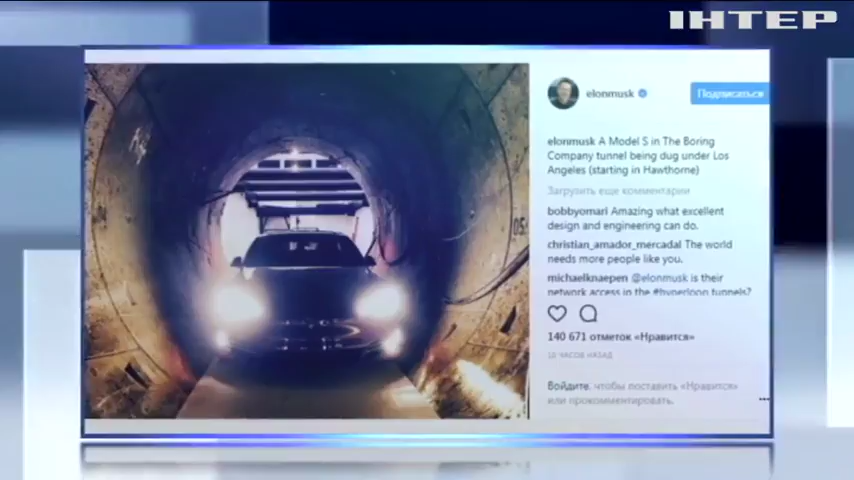 ІНТЕР
elonmusk
Подписаться
elonmusk A Model S in The Boring
Company tunnel being dug under Los
Angeles (starting in Hawthorne)
Загрузить еще комментарии
bobbyomari Amazing what excellent
design and engineering can do.
christian_amador_mercadal The world
needs more people like you.
michaelknaepen @elonmusk is their
network access in the #hyperloop tunnels?
140 671 отметок «Нравится»
10 ЧАСОВ НАЗАД
Войдите, чтобы поставить «Нравится»
или прокомментировать.